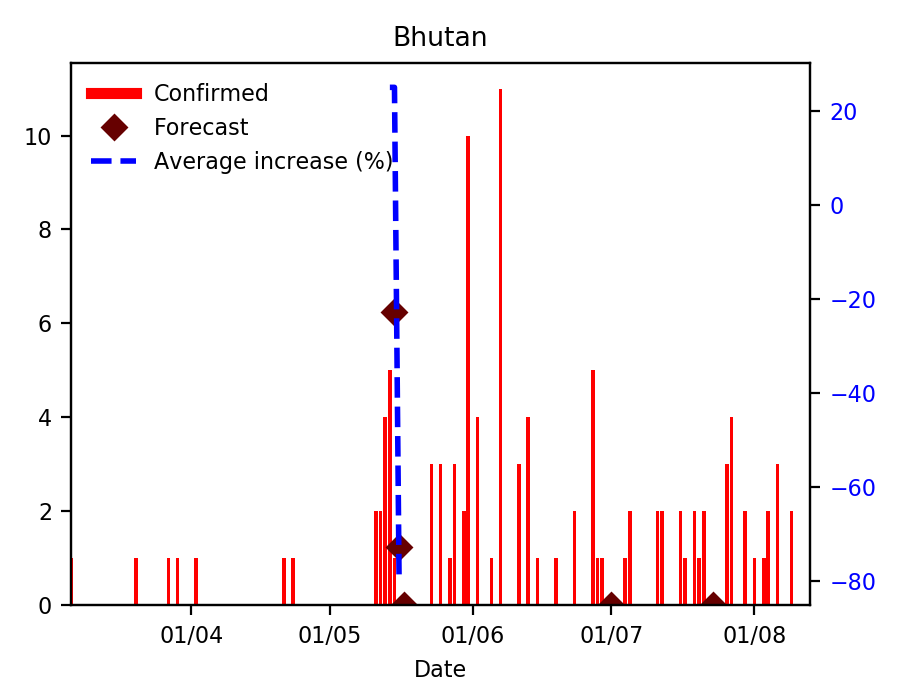 Bhutan
Confirmed
Forecast
Average increase (%)
10
8
6
4
2
0
20
0
−20
−40
−60
−80
01/04 01/05 01/06 01/07 01/08
Date